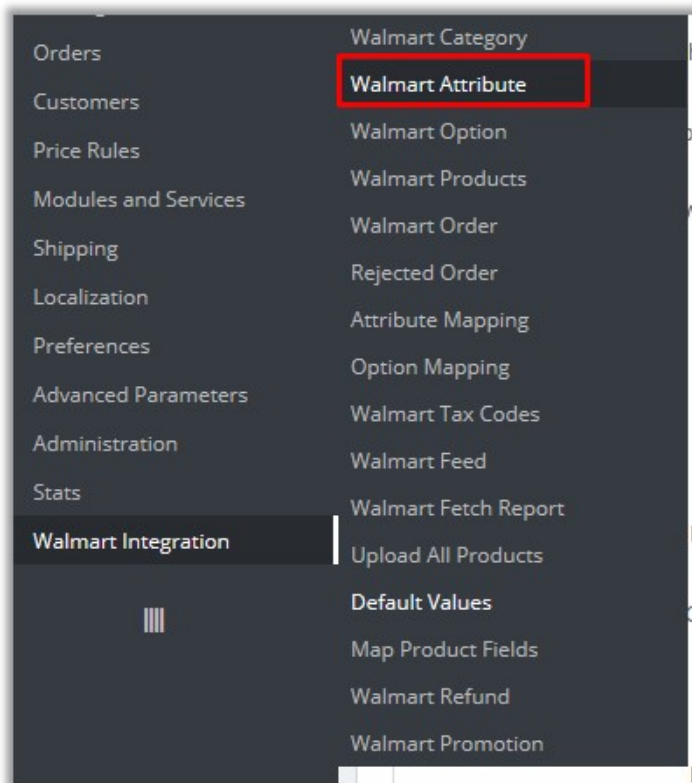 Orders
Customers
Price Rules
Modules and Services
Shipping
Localization
Preferences
Advanced Parameters
Administration
Stats
Walmart Integration
Walmart Category
Walmart Attribute
Walmart Option
Walmart Products
Walmart Order
Rejected Order
Attribute Mapping
Option Mapping
Walmart Tax Codes
Walmart Feed
Walmart Fetch Report
Upload All Products
Default Values
Map Product Fields
Walmart Refund
Walmart Promotion